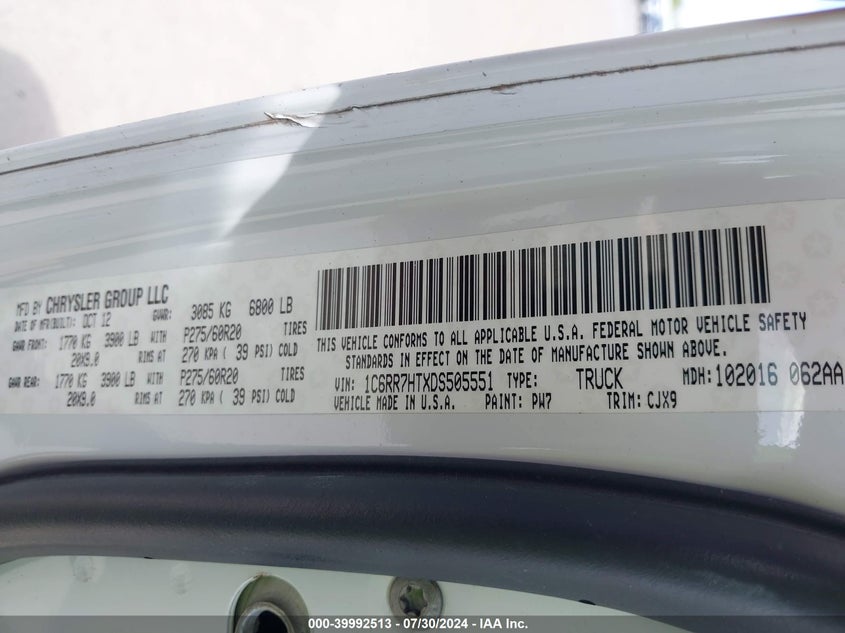 MFD BY CHRYSLER GROUP LLC
DATE OF MFR(BUILT): OCT 12 GVWR: 3085 KG 6800 LB
GAWR FRONT: 1770 KG 3900 LB WITH P275/60R20 TIRES
20X9.0 RIMS AT 270 KPA ( 39 PSI) COLD
GAWR REAR: 1770 KG 3900 LB WITH P275/60R20 TIRES
20X9.0 RIMS AT 270 KPA ( 39 PSI) COLD
THIS VEHICLE CONFORMS TO ALL APPLICABLE U.S.A. FEDERAL MOTOR VEHICLE SAFETY
STANDARDS IN EFFECT ON THE DATE OF MANUFACTURE SHOWN ABOVE.
VIN: 1C6RR7HTXDS505551 TYPE: TRUCK MDH: 102016 062AA
VEHICLE MADE IN U.S.A. PAINT: PW7 TRIM: CJX9
000-39992513 - 07/30/2024 - IAA Inc.